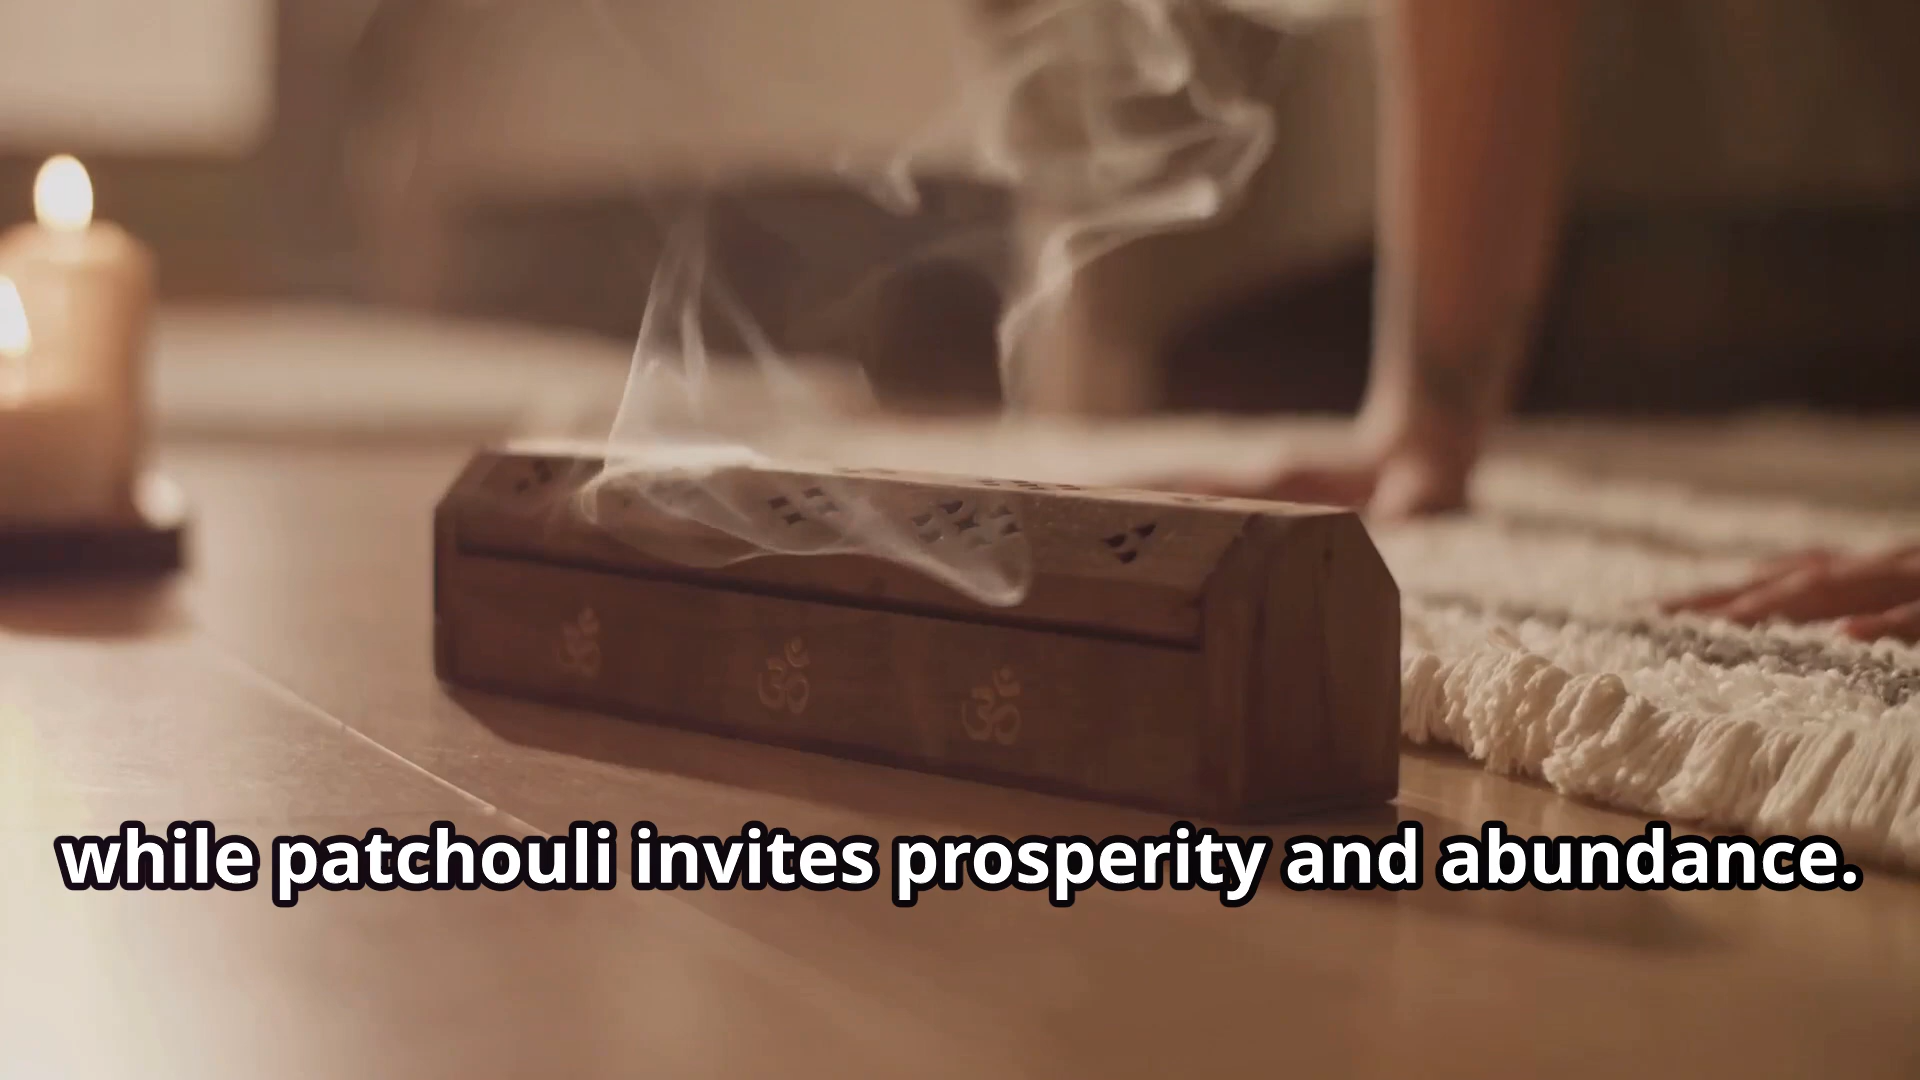 ॐ ॐ ॐ
while patchouli invites prosperity and abundance.